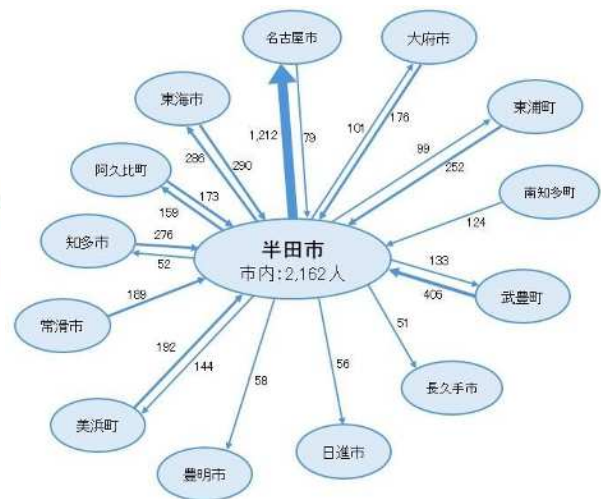 名古屋市
大府市
東海市
東浦町
1,212
79
101
176
99
252
286
290
阿久比町
173
159
南知多町
124
知多市
276
52
半田市
市内:2,162人
133
406
武豊町
常滑市
189
51
長久手市
192
144
58
56
美浜町
豊明市
日進市